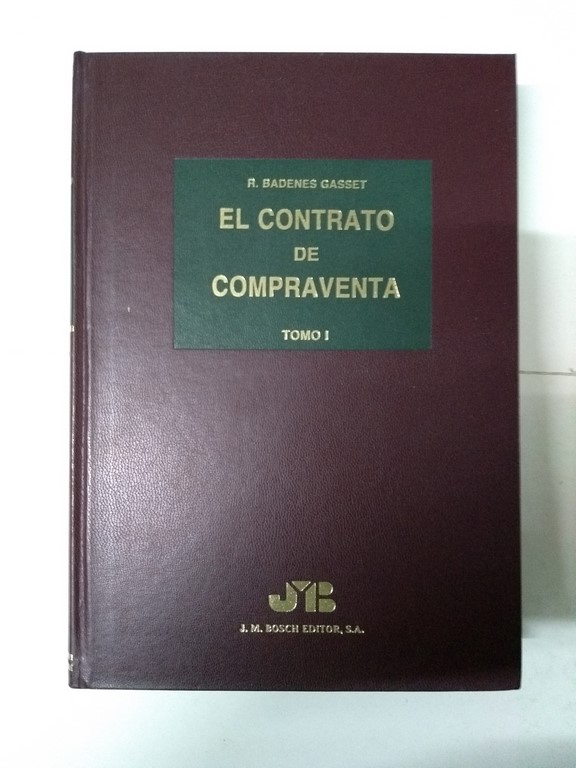 R. BADENES GASSET
EL CONTRATO
DE
COMPRAVENTA
TOMO I
JMB
J. M. BOSCH EDITOR, S.A.